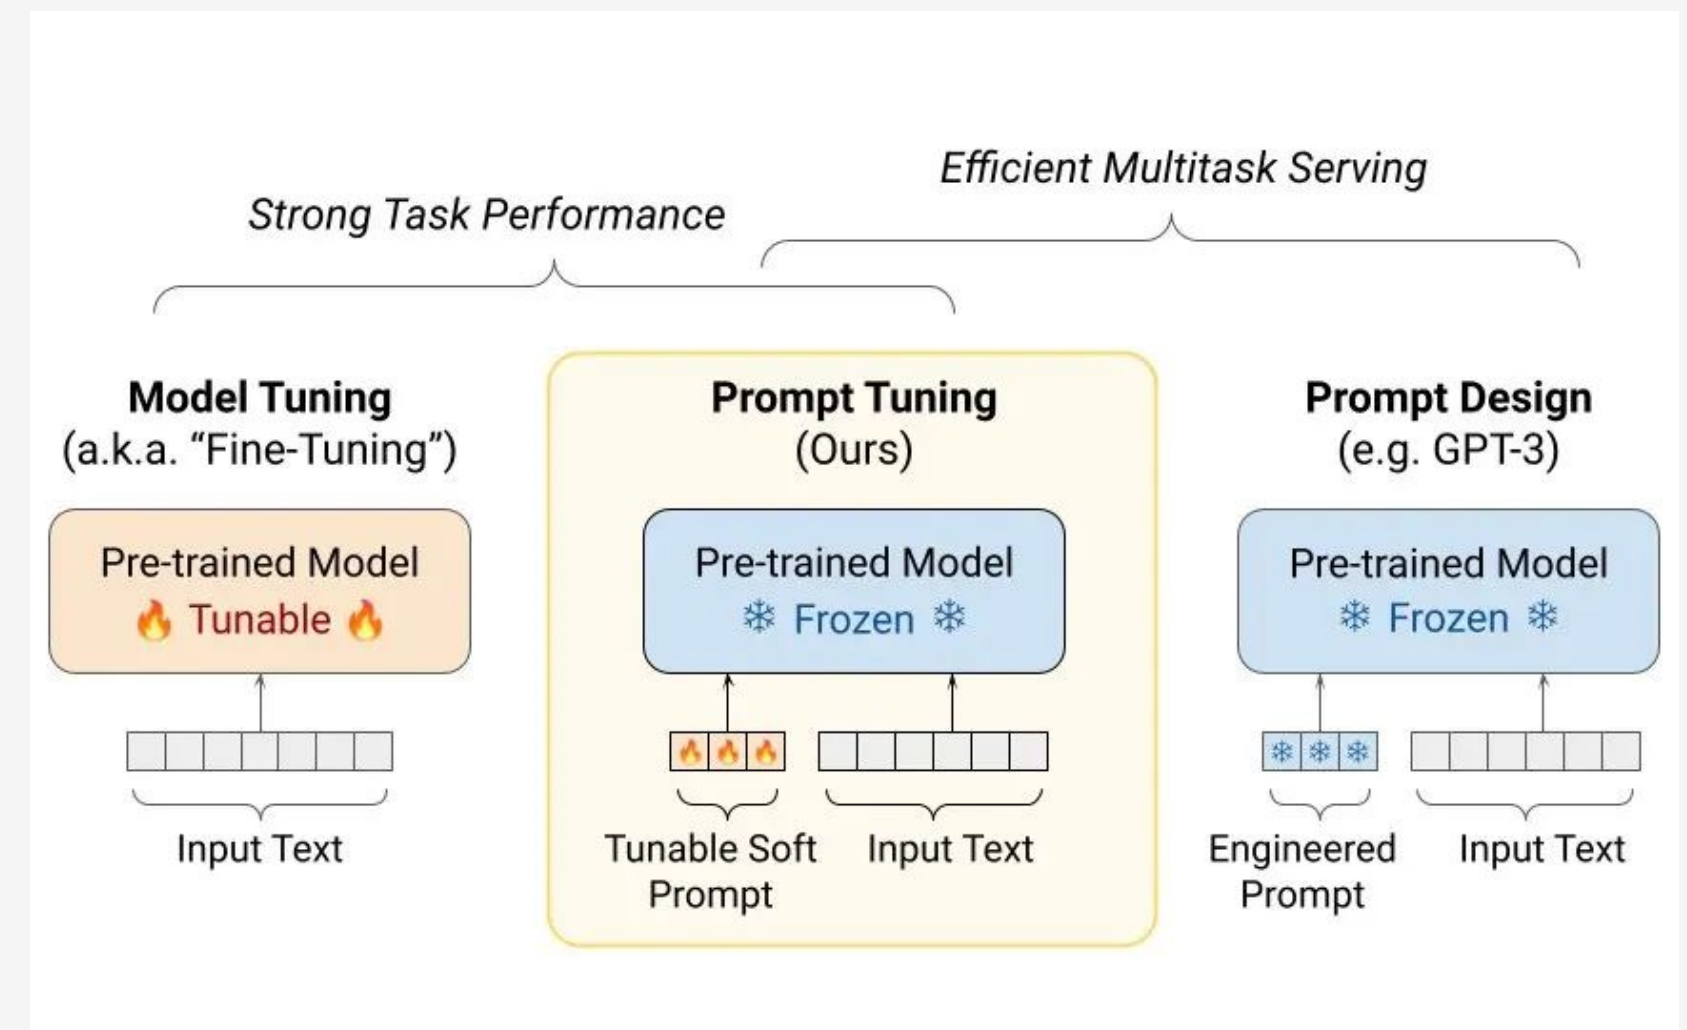 Efficient Multitask Serving
Strong Task Performance
Model Tuning
(a.k.a. “Fine-Tuning”)
Pre-trained Model
🔥 Tunable 🔥
Input Text
Prompt Tuning
(Ours)
Pre-trained Model
❄ Frozen ❄
Tunable Soft
Prompt
Input Text
Prompt Design
(e.g. GPT-3)
Pre-trained Model
❄ Frozen ❄
Engineered
Prompt
Input Text